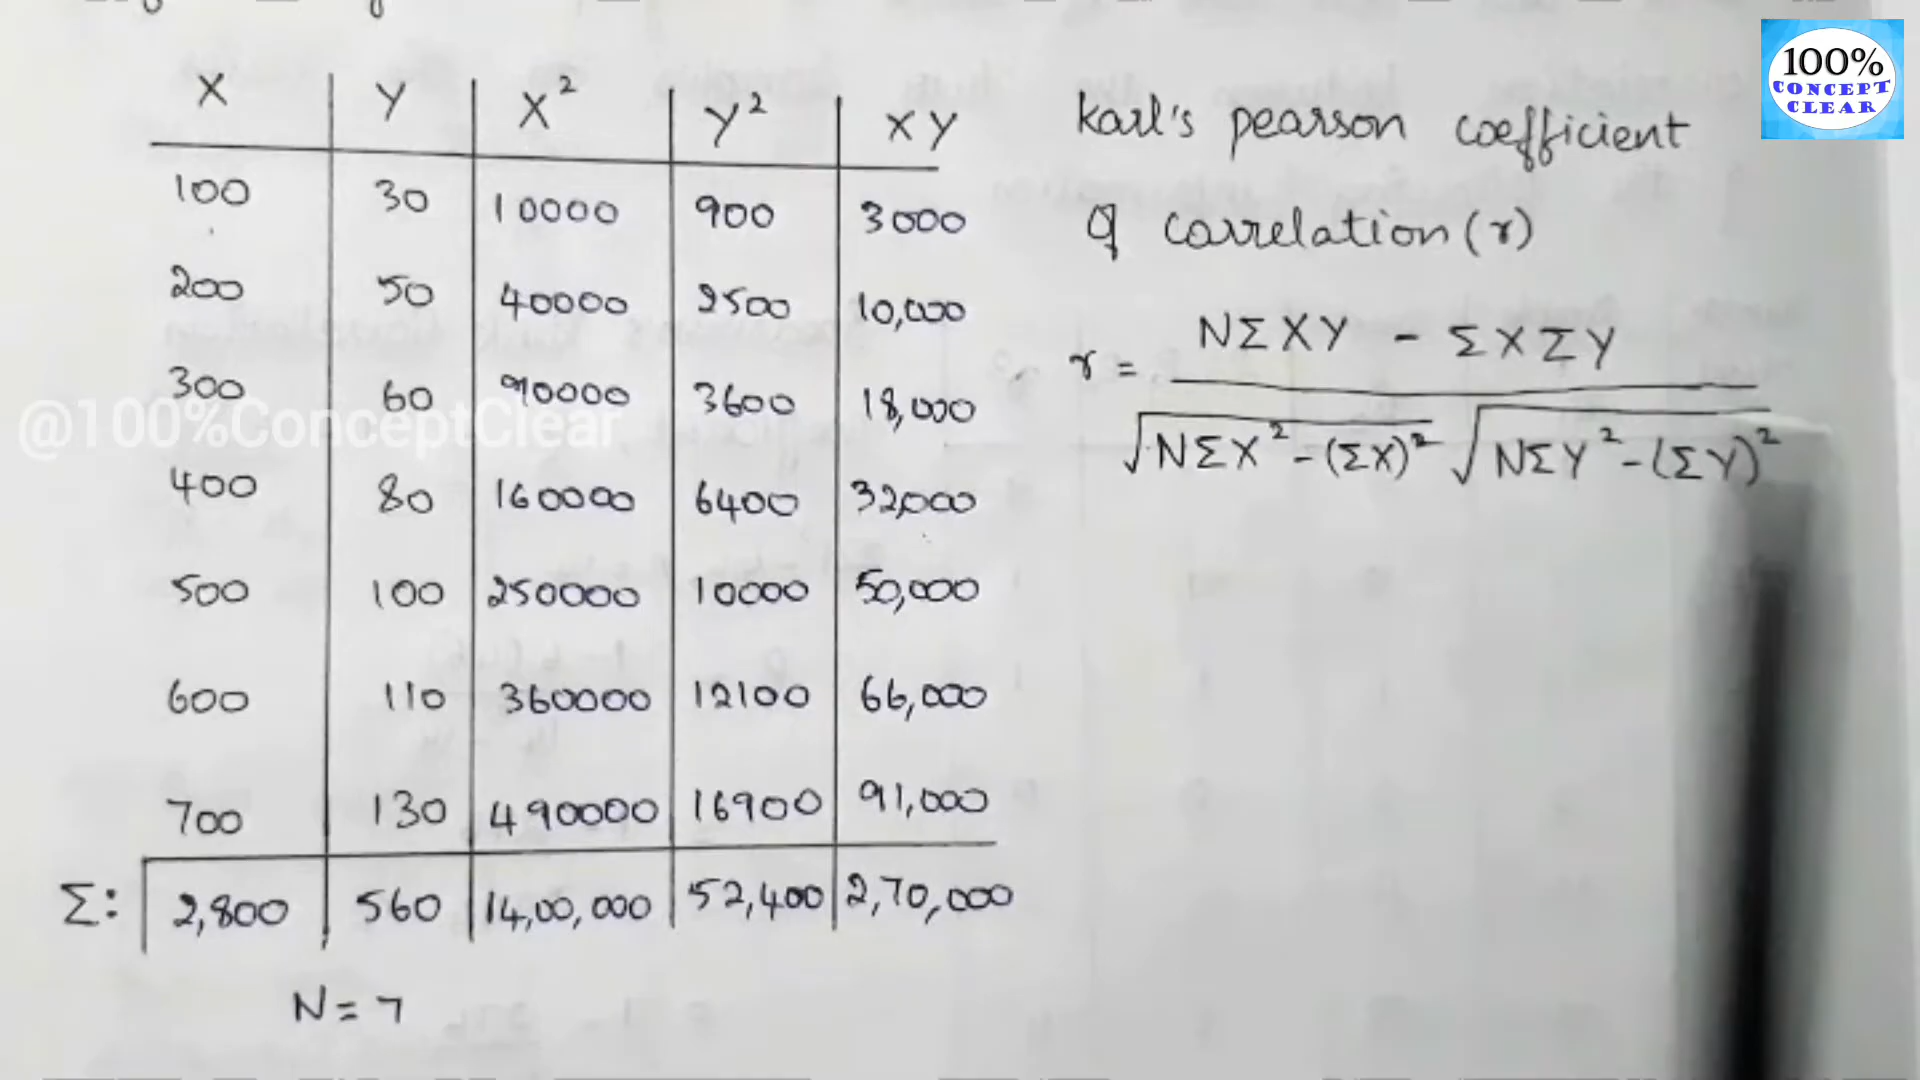 100%
CONCEPT
CLEAR
X Y X² Y² XY
100 30 10000 900 3000
200 50 40000 2500 10,000
300 60 90000 3600 18,000
400 80 160000 6400 32,000
500 100 250000 10000 50,000
600 110 360000 12100 66,000
700 130 490000 16900 91,000
Σ: 2,800 560 14,00,000 52,400 2,70,000
N = 7
Karl's pearson coefficient
of correlation (r)
r = NΣXY - ΣXΣY
√NΣX² - (ΣX)² √NΣY² - (ΣY)²
@100%ConceptClear